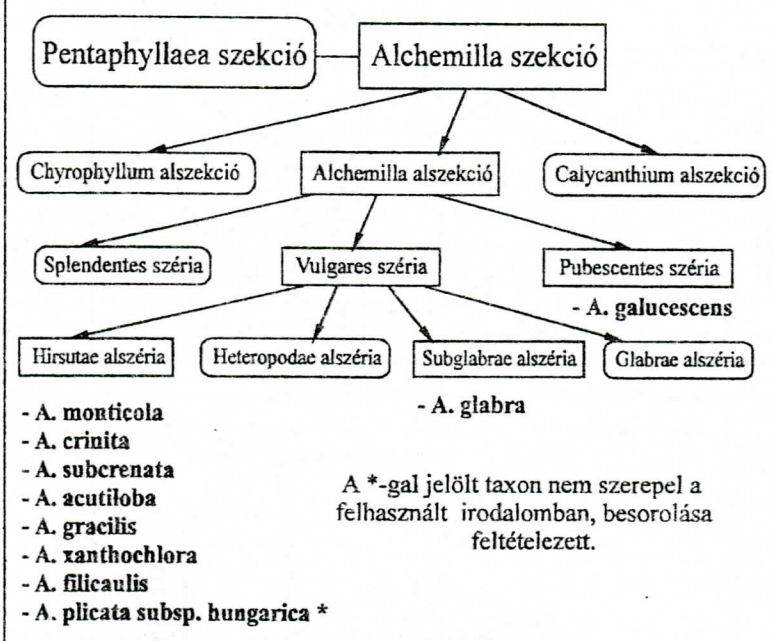 Pentaphyllaea szekció
Alchemilla szekció
Chyrophyllum alszekció
Alchemilla alszekció
Calycanthium alszekció
Splendentes széria
Vulgares széria
Pubescentes széria
- A. galucescens
Hirsutae alszéria
Heteropodae alszéria
Subglabrae alszéria
Glabrae alszéria
- A. monticola
- A. crinita
- A. subcrenata
- A. acutiloba
- A. gracilis
- A. xanthochlora
- A. filicaulis
- A. plicata subsp. hungarica *
- A. glabra
A *-gal jelölt taxon nem szerepel a
felhasznált irodalomban, besorolása
feltételezett.